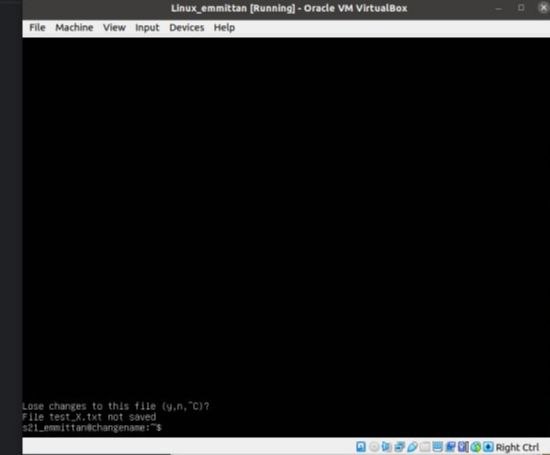 Linux_emmittan [Running] - Oracle VM VirtualBox
File Machine View Input Devices Help
Lose changes to this file (y,n,^C)?
File test_X.txt not saved
s21_emmittan@changename:~$
Right Ctrl